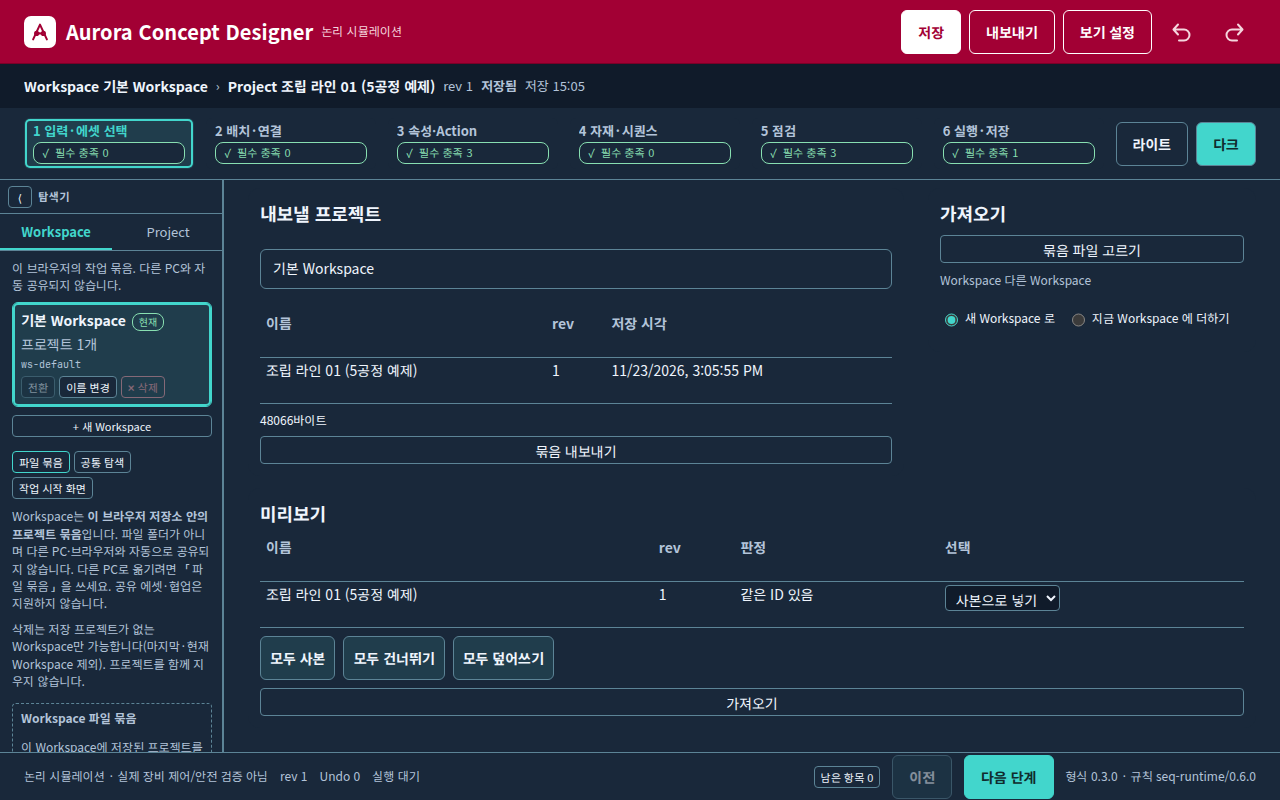 Aurora Concept Designer 논리 시뮬레이션
저장 내보내기 보기 설정
Workspace 기본 Workspace › Project 조립 라인 01 (5공정 예제) rev 1 저장됨 저장 15:05
1 입력·에셋 선택
✓ 필수 충족 0
2 배치·연결
✓ 필수 충족 0
3 속성·Action
✓ 필수 충족 3
4 자재·시퀀스
✓ 필수 충족 0
5 점검
✓ 필수 충족 3
6 실행·저장
✓ 필수 충족 1
라이트 다크
⟨ 탐색기
Workspace Project
이 브라우저의 작업 묶음. 다른 PC와 자
동 공유되지 않습니다.
기본 Workspace 현재
프로젝트 1개
ws-default
전환 이름 변경 × 삭제
+ 새 Workspace
파일 묶음 공통 탐색
작업 시작 화면
Workspace는 이 브라우저 저장소 안의
프로젝트 묶음입니다. 파일 폴더가 아니
며 다른 PC·브라우저와 자동으로 공유되
지 않습니다. 다른 PC로 옮기려면 「파
일 묶음」을 쓰세요. 공유 에셋·협업은
지원하지 않습니다.
삭제는 저장 프로젝트가 없는
Workspace만 가능합니다(마지막·현재
Workspace 제외). 프로젝트를 함께 지
우지 않습니다.
Workspace 파일 묶음
이 Workspace에 저장된 프로젝트를
내보낼 프로젝트
기본 Workspace
이름 rev 저장 시각
조립 라인 01 (5공정 예제) 1 11/23/2026, 3:05:55 PM
48066바이트
묶음 내보내기
가져오기
묶음 파일 고르기
Workspace 다른 Workspace
새 Workspace 로 지금 Workspace 에 더하기
미리보기
이름 rev 판정 선택
조립 라인 01 (5공정 예제) 1 같은 ID 있음 사본으로 넣기
모두 사본 모두 건너뛰기 모두 덮어쓰기
가져오기
논리 시뮬레이션 · 실제 장비 제어/안전 검증 아님 rev 1 Undo 0 실행 대기
남은 항목 0 이전 다음 단계 형식 0.3.0 · 규칙 seq-runtime/0.6.0